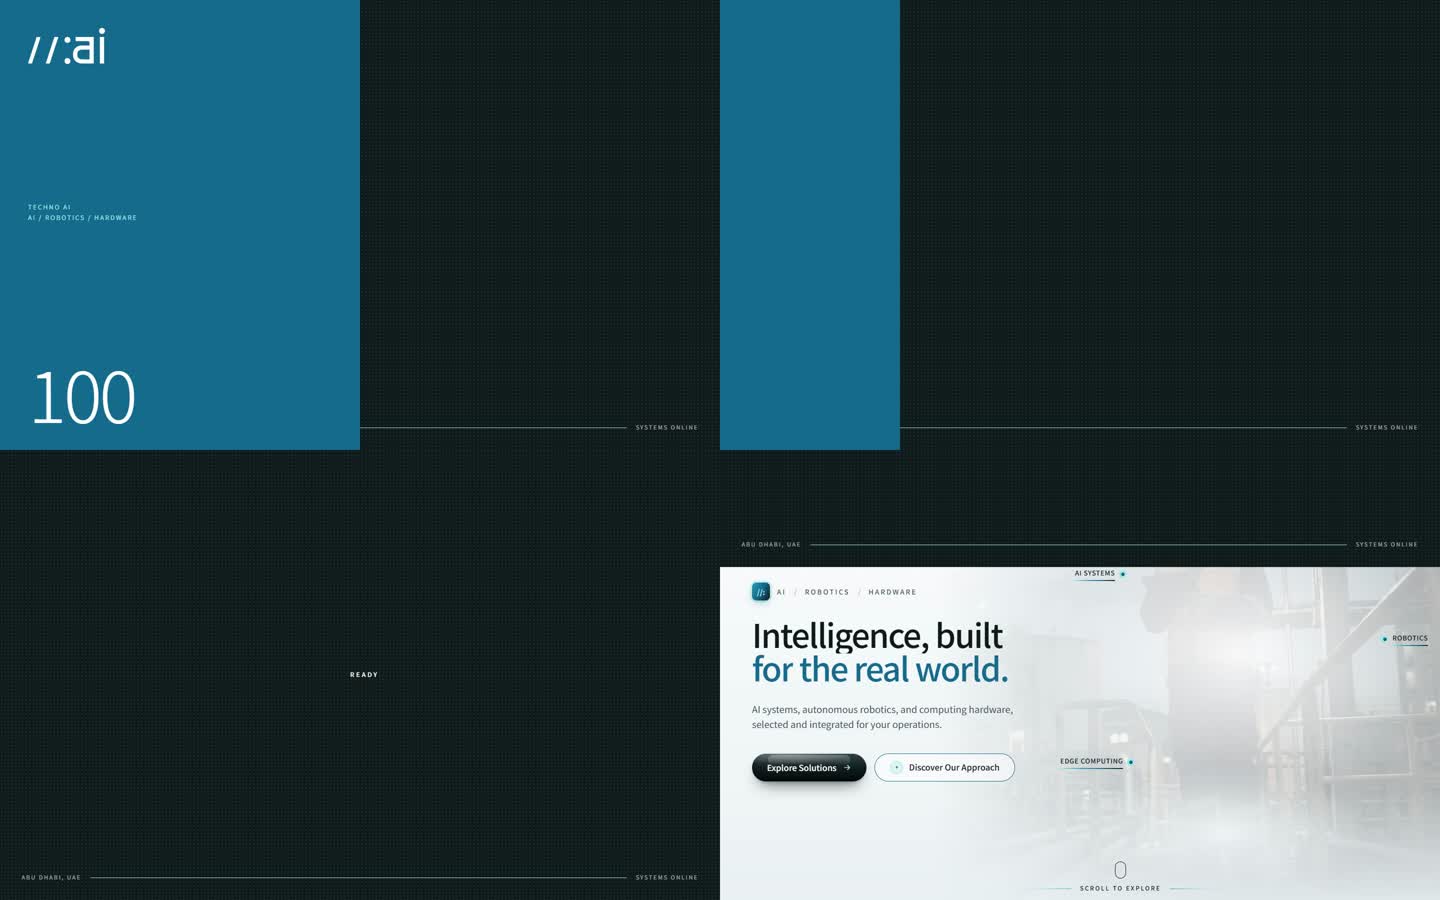 //:ai
TECHNO AI
AI / ROBOTICS / HARDWARE
100
SYSTEMS ONLINE
SYSTEMS ONLINE
READY
ABU DHABI, UAE
SYSTEMS ONLINE
ABU DHABI, UAE
SYSTEMS ONLINE
AI SYSTEMS
//: AI / ROBOTICS / HARDWARE
Intelligence, built
for the real world.
ROBOTICS
AI systems, autonomous robotics, and computing hardware,
selected and integrated for your operations.
EDGE COMPUTING
Explore Solutions →
Discover Our Approach
SCROLL TO EXPLORE